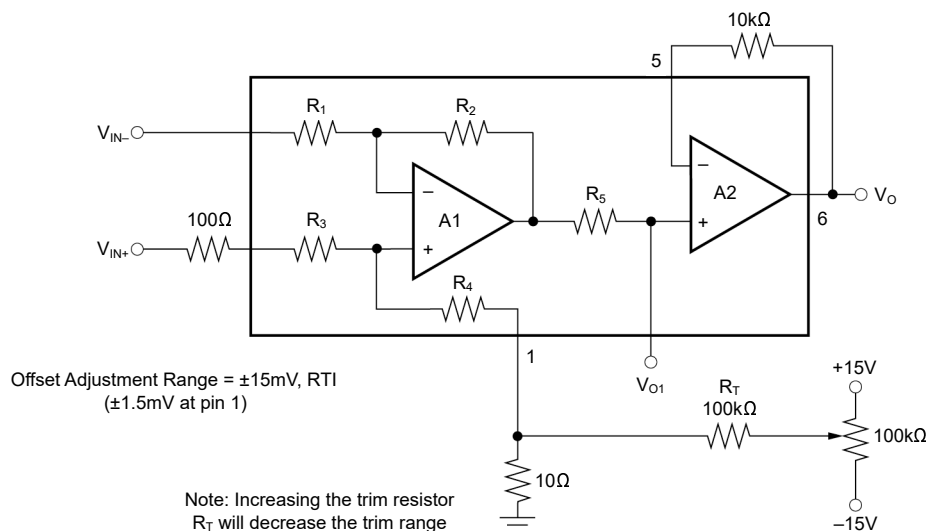 10kΩ
5
R1
R2
VIN–
–
–
A2
R5
A1
VO
100Ω
R3
+
6
VIN+
+
R4
1
Offset Adjustment Range = ±15mV, RTI
(±1.5mV at pin 1)
VO1
+15V
RT
100kΩ
100kΩ
10Ω
Note: Increasing the trim resistor
RT will decrease the trim range
–15V